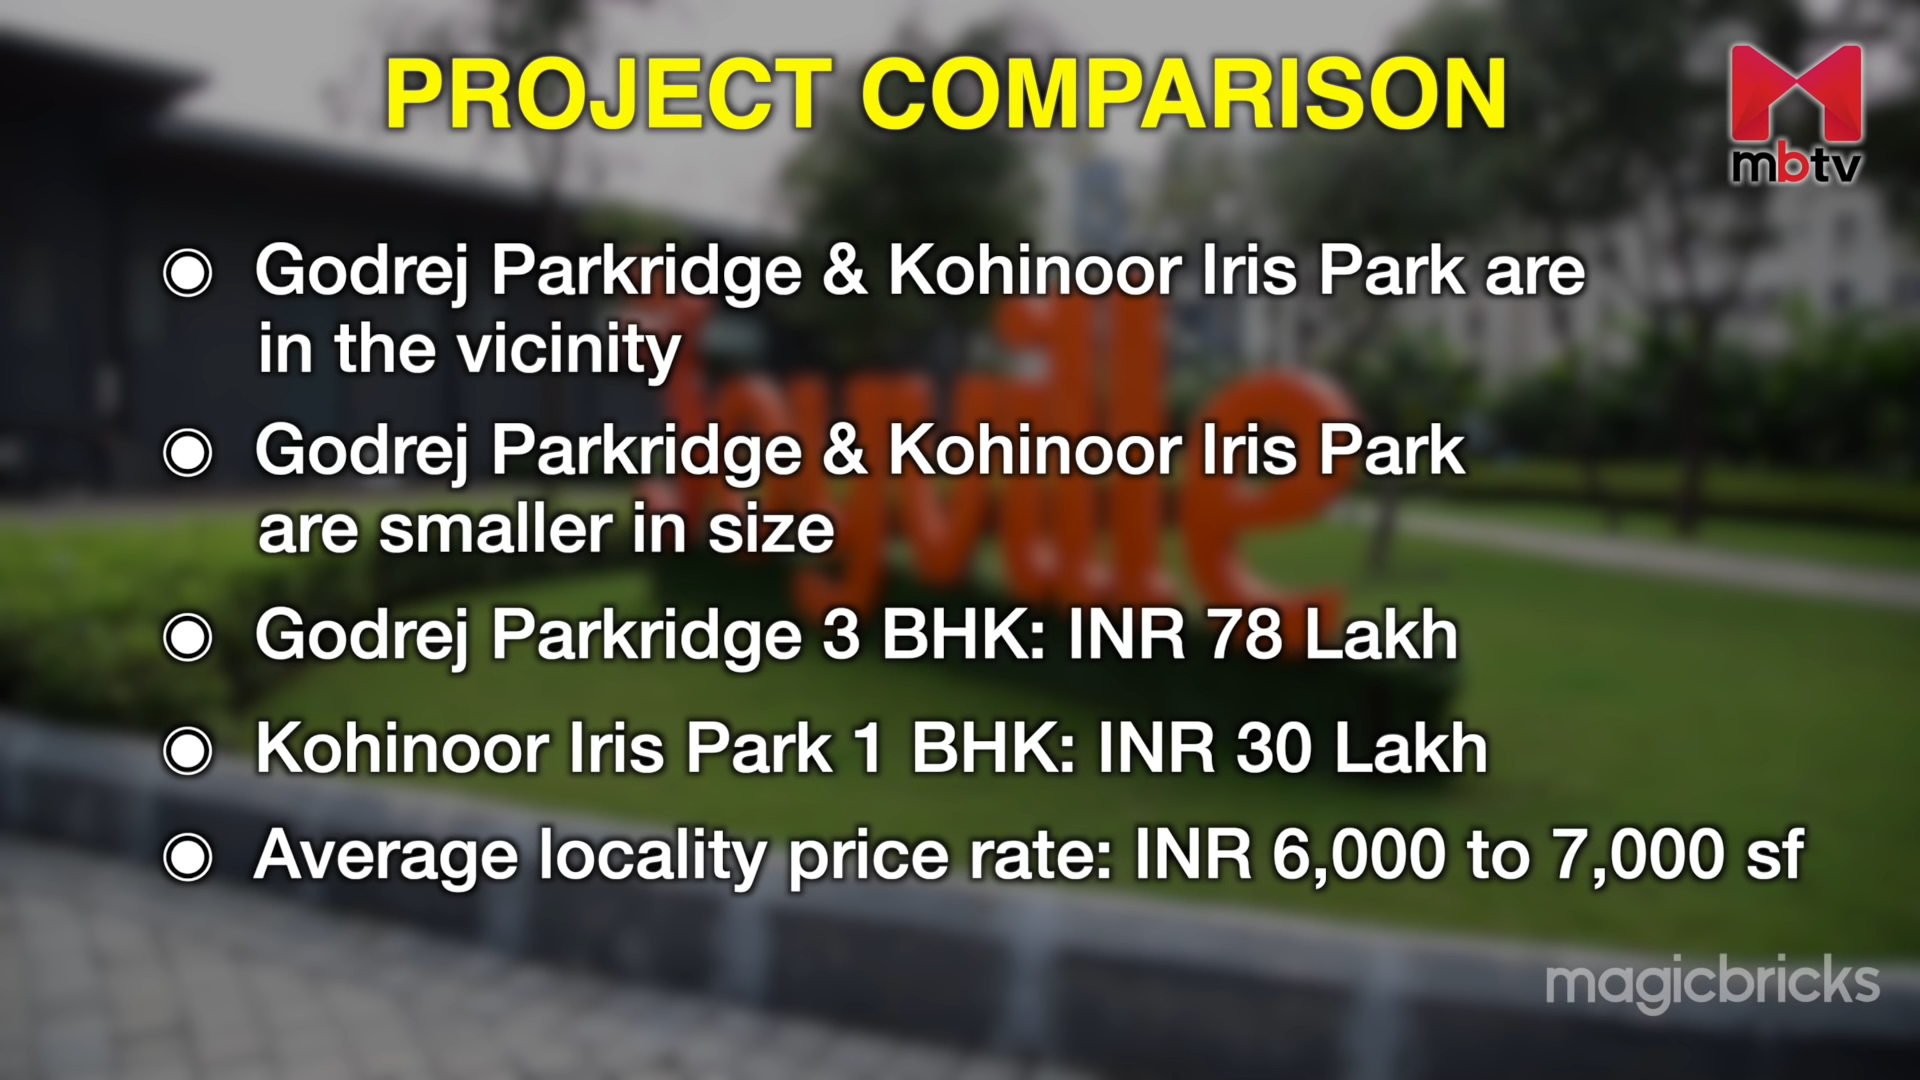 PROJECT COMPARISON
mbtv
Godrej Parkridge & Kohinoor Iris Park are
in the vicinity
Godrej Parkridge & Kohinoor Iris Park
are smaller in size
Godrej Parkridge 3 BHK: INR 78 Lakh
Kohinoor Iris Park 1 BHK: INR 30 Lakh
Average locality price rate: INR 6,000 to 7,000 sf
Joyville
magicbricks